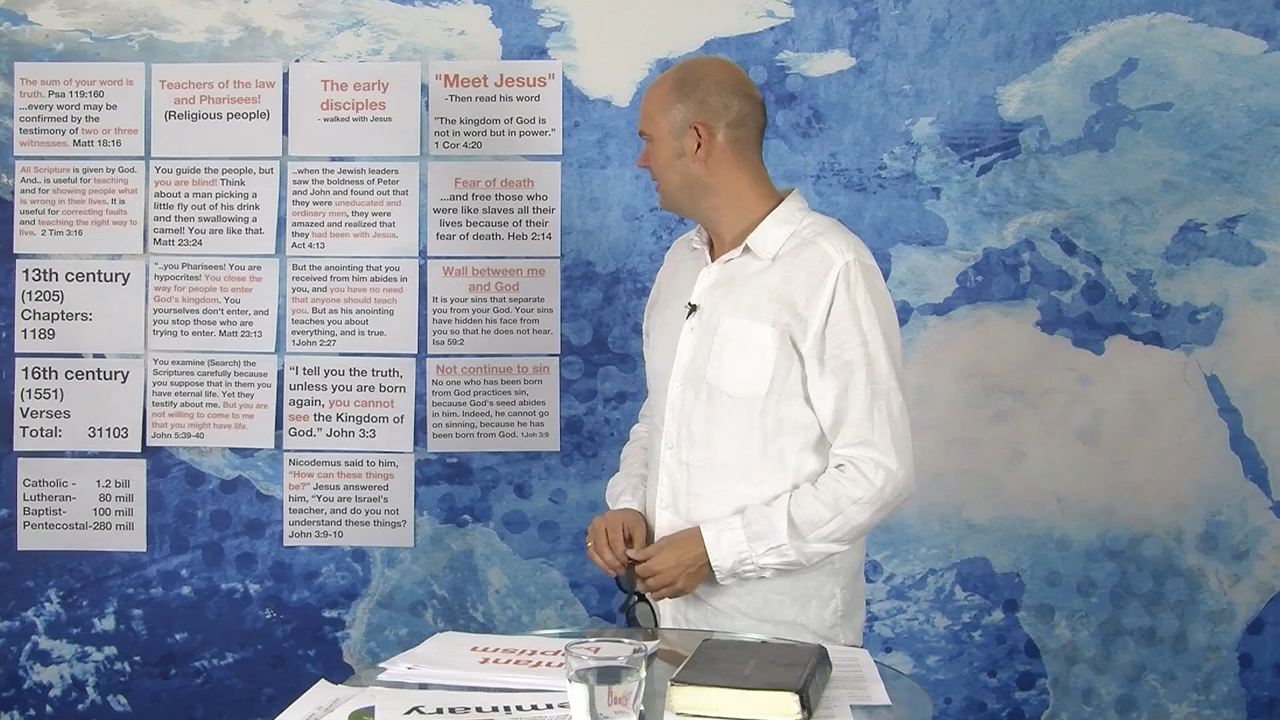 The sum of your word is
truth. Psa 119:160
...every word may be
confirmed by the
testimony of two or three
witnesses. Matt 18:16
All Scripture is given by God.
And.. is useful for teaching
and for showing people what
is wrong in their lives. It is
useful for correcting faults
and teaching the right way to
live. 2 Tim 3:16
13th century
(1205)
Chapters:
1189
16th century
(1551)
Verses
Total: 31103
Catholic - 1.2 bill
Lutheran- 80 mill
Baptist- 100 mill
Pentecostal-280 mill
Teachers of the law
and Pharisees!
(Religious people)
You guide the people, but
you are blind! Think
about a man picking a
little fly out of his drink
and then swallowing a
camel! You are like that.
Matt 23:24
"..you Pharisees! You are
hypocrites! You close the
way for people to enter
God's kingdom. You
yourselves don't enter, and
you stop those who are
trying to enter. Matt 23:13
You examine (Search) the
Scriptures carefully because
you suppose that in them you
have eternal life. Yet they
testify about me. But you are
not willing to come to me
that you might have life.
John 5:39-40
The early
disciples
- walked with Jesus
..when the Jewish leaders
saw the boldness of Peter
and John and found out that
they were uneducated and
ordinary men, they were
amazed and realized that
they had been with Jesus.
Act 4:13
But the anointing that you
received from him abides in
you, and you have no need
that anyone should teach
you. But as his anointing
teaches you about
everything, and is true.
1John 2:27
“I tell you the truth,
unless you are born
again, you cannot
see the Kingdom of
God.” John 3:3
Nicodemus said to him,
“How can these things
be?” Jesus answered
him, “You are Israel's
teacher, and do you not
understand these things?
John 3:9-10
"Meet Jesus"
-Then read his word
"The kingdom of God is
not in word but in power."
1 Cor 4:20
Fear of death
...and free those who
were like slaves all their
lives because of their
fear of death. Heb 2:14
Wall between me
and God
It is your sins that separate
you from your God. Your sins
have hidden his face from
you so that he does not hear.
Isa 59:2
Not continue to sin
No one who has been born
from God practices sin,
because God's seed abides
in him. Indeed, he cannot go
on sinning, because he has
been born from God. 1Joh 3:9
nfant
baptism
minary